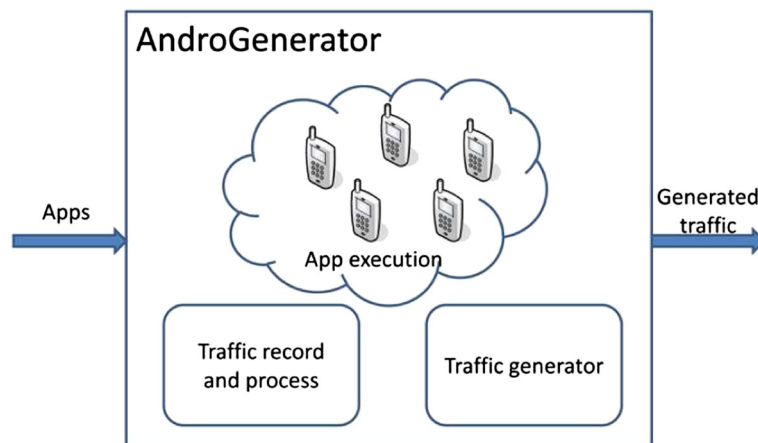 AndroGenerator
Apps
Generated
traffic
App execution
Traffic record
and process
Traffic generator